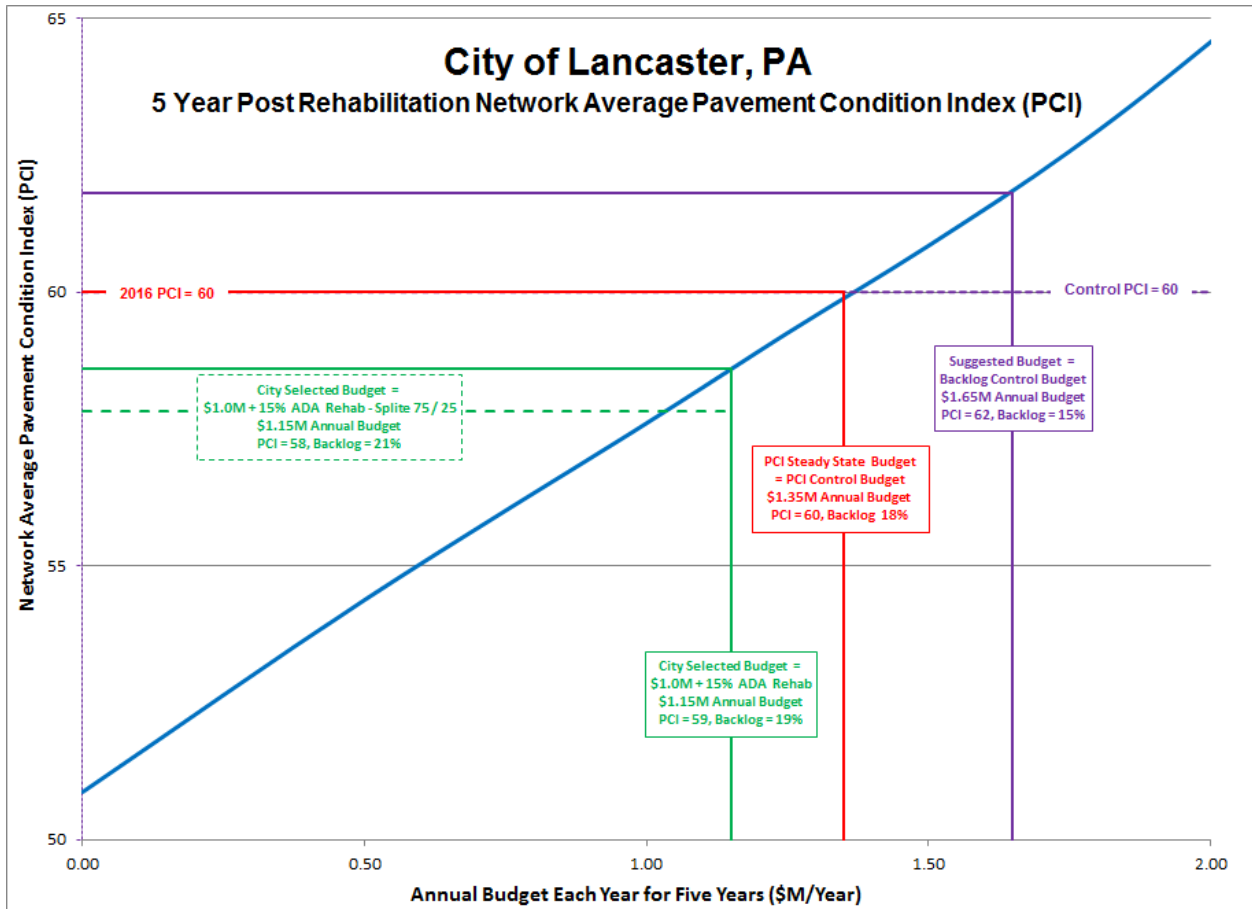 City of Lancaster, PA
5 Year Post Rehabilitation Network Average Pavement Condition Index (PCI)
Network Average Pavement Condition Index (PCI)
65
60
55
50
2016 PCI = 60
Control PCI = 60
City Selected Budget =
$1.0M + 15% ADA Rehab - Splite 75 / 25
$1.15M Annual Budget
PCI = 58, Backlog = 21%
Suggested Budget =
Backlog Control Budget
$1.65M Annual Budget
PCI = 62, Backlog = 15%
PCI Steady State Budget
= PCI Control Budget
$1.35M Annual Budget
PCI = 60, Backlog 18%
City Selected Budget =
$1.0M + 15% ADA Rehab
$1.15M Annual Budget
PCI = 59, Backlog = 19%
0.00 0.50 1.00 1.50 2.00
Annual Budget Each Year for Five Years ($M/Year)